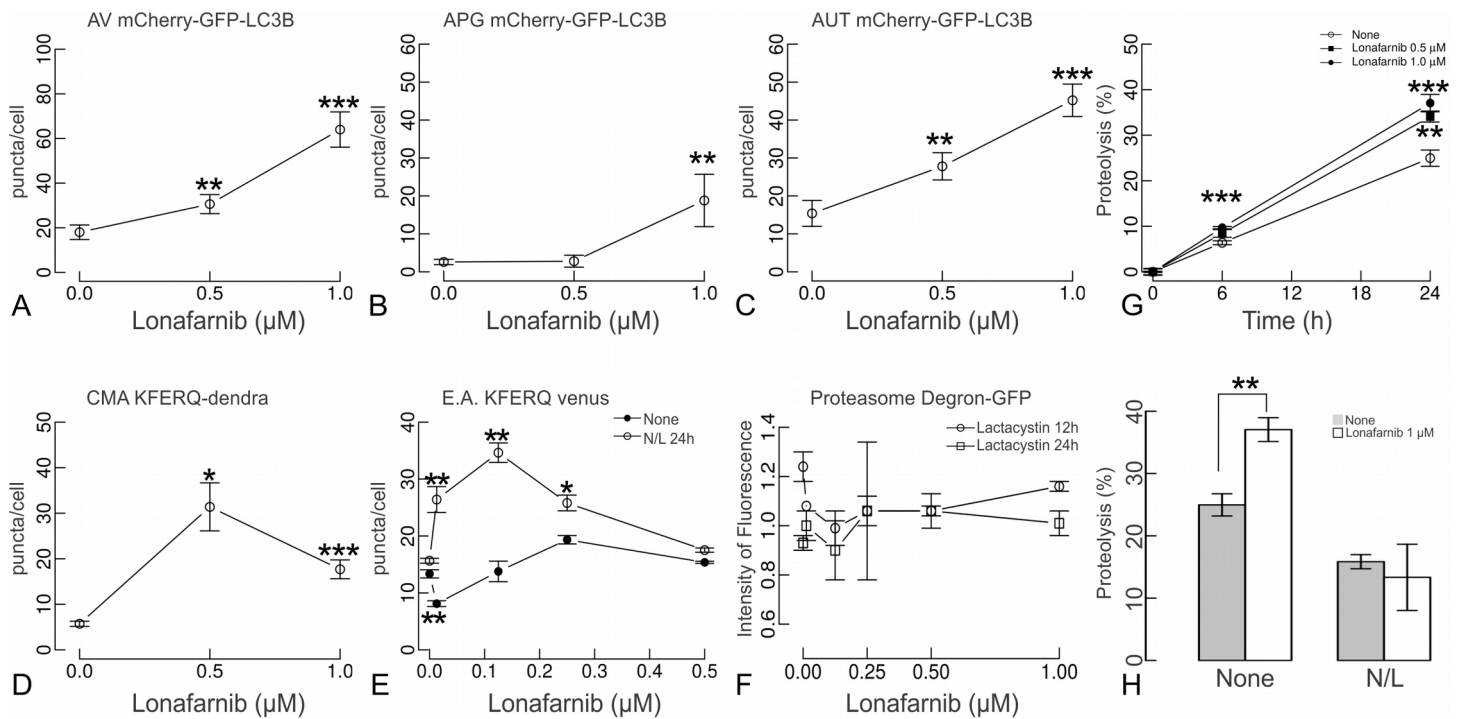 AV mCherry-GFP-LC3B
puncta/cell
0 20 40 60 80 100
** ***
0.0 0.5 1.0
A
Lonafarnib (µM)
APG mCherry-GFP-LC3B
puncta/cell
0 10 20 30 40 50 60
**
0.0 0.5 1.0
B
Lonafarnib (µM)
AUT mCherry-GFP-LC3B
puncta/cell
0 10 20 30 40 50 60
** ***
0.0 0.5 1.0
C
Lonafarnib (µM)
None
Lonafarnib 0.5 µM
Lonafarnib 1.0 µM
Proteolysis (%)
0 10 20 30 40 50
*** ***
**
0 6 12 18 24
G
Time (h)
CMA KFERQ-dendra
puncta/cell
0 10 20 30 40 50
* ***
0.0 0.5 1.0
D
Lonafarnib (µM)
E.A. KFERQ venus
None
N/L 24h
puncta/cell
0 10 20 30 40
** ** *
**
0.0 0.1 0.2 0.3 0.4 0.5
E
Lonafarnib (µM)
Proteasome Degron-GFP
Lactacystin 12h
Lactacystin 24h
Intensity of Fluorescence
0.6 0.8 1.0 1.2 1.4
0.00 0.25 0.50 1.00
F
Lonafarnib (µM)
**
None
Lonafarnib 1 µM
Proteolysis (%)
0 10 20 30 40
H
None N/L